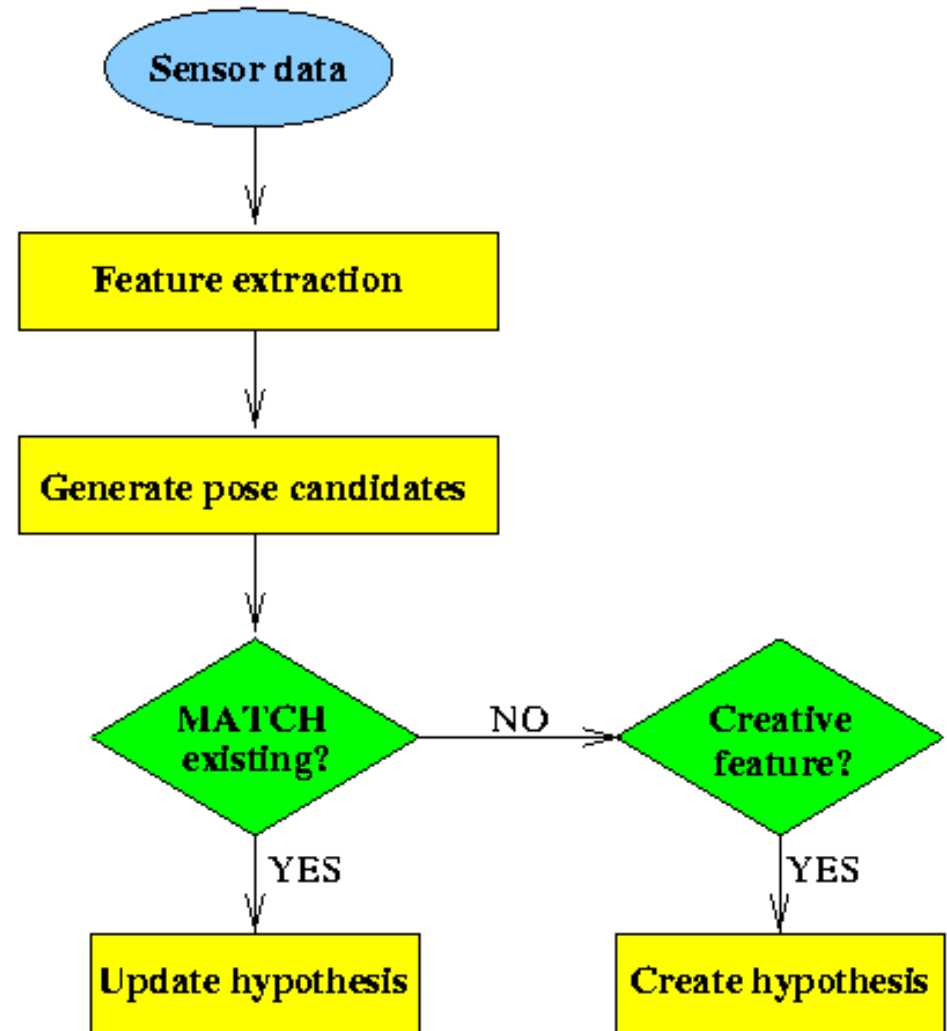 Sensor data
Feature extraction
Generate pose candidates
MATCH
existing?
NO
Creative
feature?
YES
YES
Update hypothesis
Create hypothesis